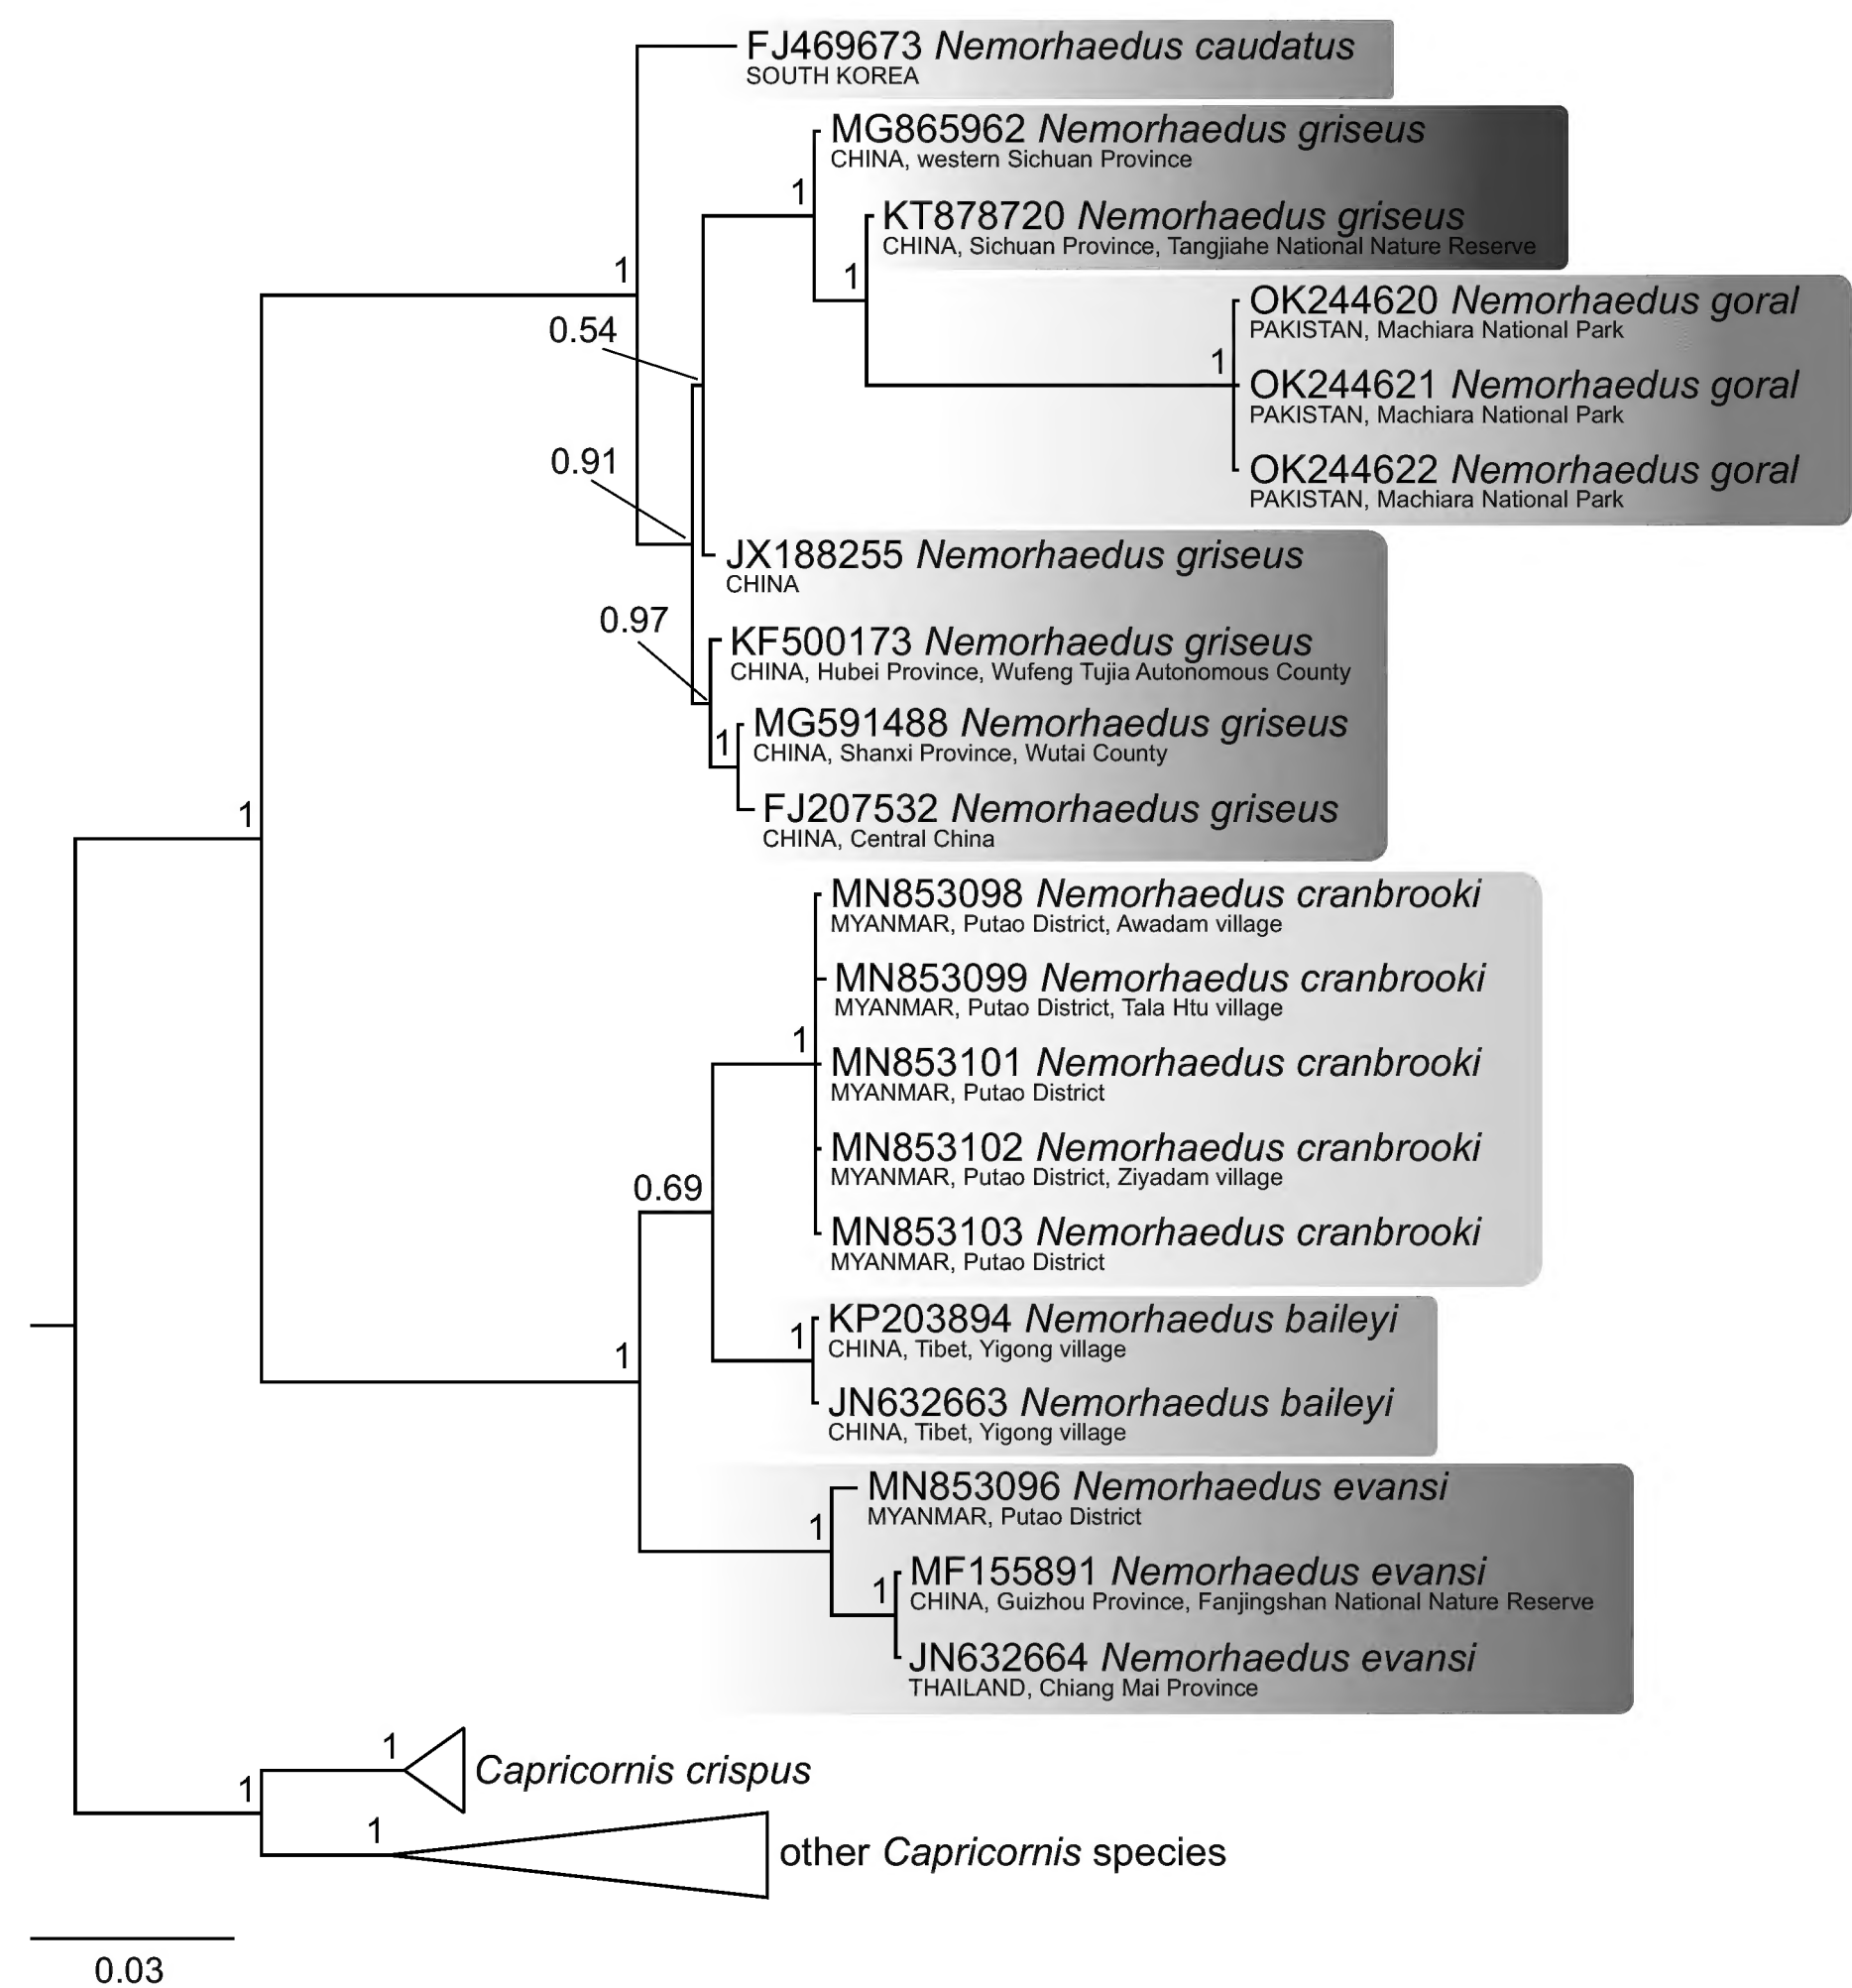 FJ469673 Nemorhaedus caudatus
SOUTH KOREA
MG865962 Nemorhaedus griseus
CHINA, western Sichuan Province
1
KT878720 Nemorhaedus griseus
CHINA, Sichuan Province, Tangjiahe National Nature Reserve
1
1
OK244620 Nemorhaedus goral
PAKISTAN, Machiara National Park
0.54
1
OK244621 Nemorhaedus goral
PAKISTAN, Machiara National Park
0.91
OK244622 Nemorhaedus goral
PAKISTAN, Machiara National Park
JX188255 Nemorhaedus griseus
CHINA
0.97
KF500173 Nemorhaedus griseus
CHINA, Hubei Province, Wufeng Tujia Autonomous County
1
MG591488 Nemorhaedus griseus
CHINA, Shanxi Province, Wutai County
1
FJ207532 Nemorhaedus griseus
CHINA, Central China
MN853098 Nemorhaedus cranbrooki
MYANMAR, Putao District, Awadam village
MN853099 Nemorhaedus cranbrooki
MYANMAR, Putao District, Tala Htu village
1
MN853101 Nemorhaedus cranbrooki
MYANMAR, Putao District
MN853102 Nemorhaedus cranbrooki
MYANMAR, Putao District, Ziyadam village
0.69
MN853103 Nemorhaedus cranbrooki
MYANMAR, Putao District
1
KP203894 Nemorhaedus baileyi
CHINA, Tibet, Yigong village
1
JN632663 Nemorhaedus baileyi
CHINA, Tibet, Yigong village
MN853096 Nemorhaedus evansi
MYANMAR, Putao District
1
MF155891 Nemorhaedus evansi
CHINA, Guizhou Province, Fanjingshan National Nature Reserve
1
JN632664 Nemorhaedus evansi
THAILAND, Chiang Mai Province
1
Capricornis crispus
1
1
other Capricornis species
0.03